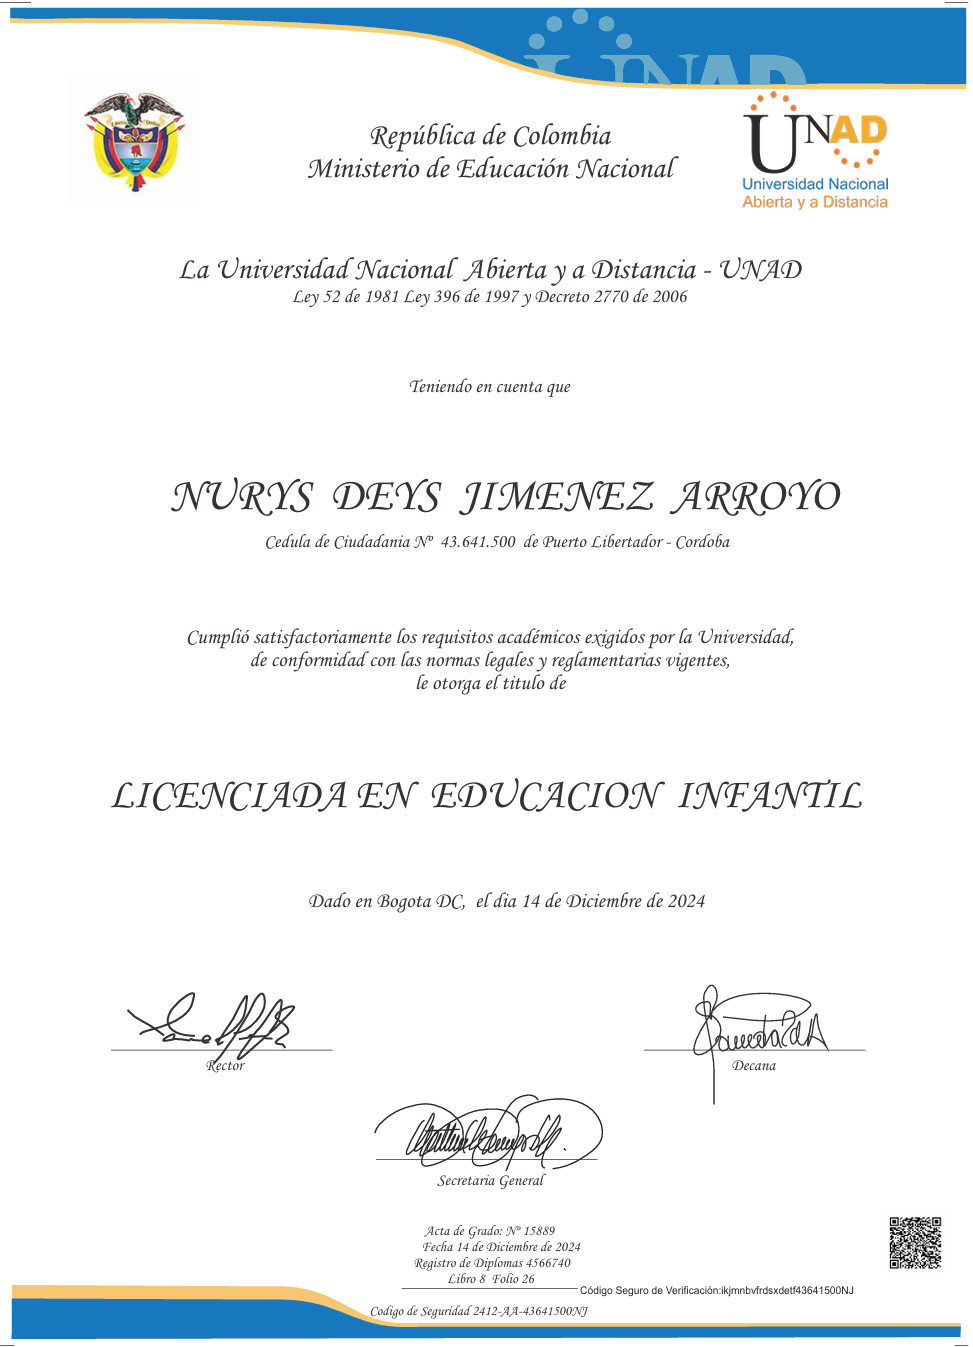 UNAD
República de Colombia
Ministerio de Educación Nacional
UNAD
Universidad Nacional
Abierta y a Distancia
La Universidad Nacional Abierta y a Distancia - UNAD
Ley 52 de 1981 Ley 396 de 1997 y Decreto 2770 de 2006
Teniendo en cuenta que
NURYS DEYS JIMENEZ ARROYO
Cedula de Ciudadania Nº 43.641.500 de Puerto Libertador - Cordoba
Cumplió satisfactoriamente los requisitos académicos exigidos por la Universidad,
de conformidad con las normas legales y reglamentarias vigentes,
le otorga el titulo de
LICENCIADA EN EDUCACION INFANTIL
Dado en Bogota DC, el dia 14 de Diciembre de 2024
Rector
Decana
Secretaria General
Acta de Grado: Nº 15889
Fecha 14 de Diciembre de 2024
Registro de Diplomas 4566740
Libro 8 Folio 26
Código Seguro de Verificación:ikjmnbvfrdsxdetf43641500NJ
Codigo de Seguridad 2412-AA-43641500NJ